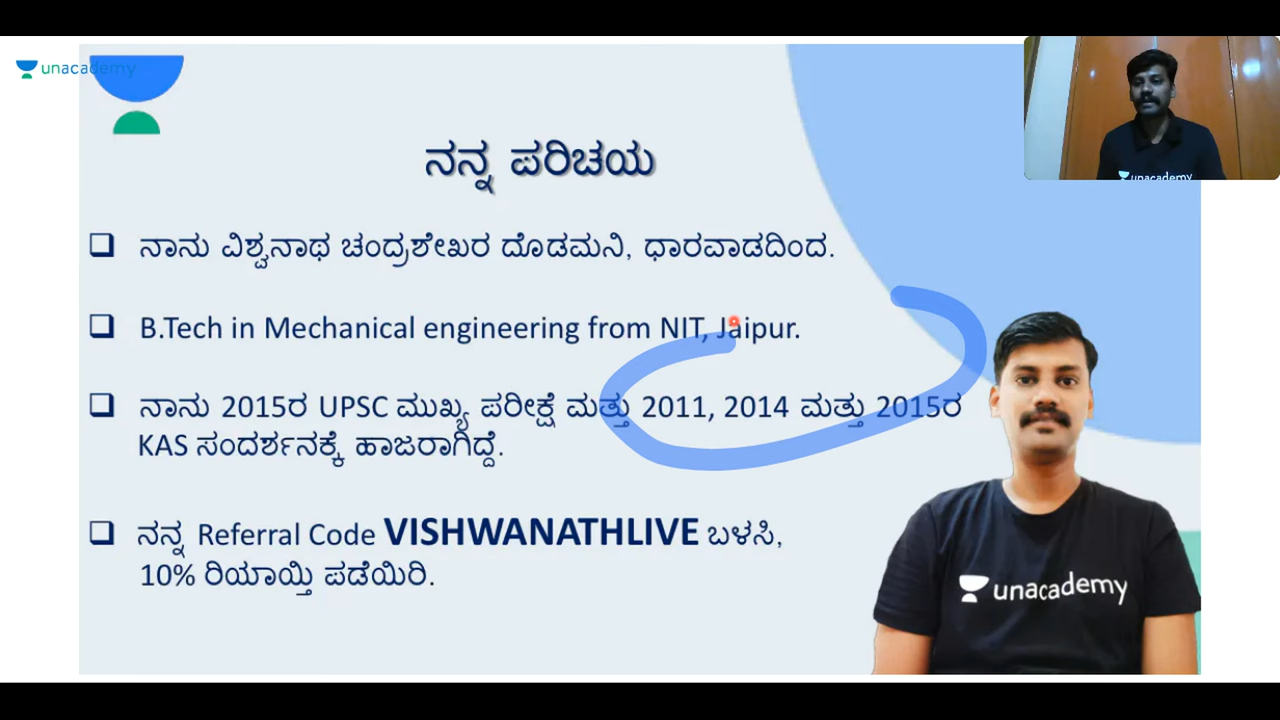 unacademy
unacademy
ನನ್ನ ಪರಿಚಯ
ನಾನು ವಿಶ್ವನಾಥ ಚಂದ್ರಶೇಖರ ದೊಡಮನಿ, ಧಾರವಾಡದಿಂದ.
B.Tech in Mechanical engineering from NIT, Jaipur.
ನಾನು 2015ರ UPSC ಮುಖ್ಯ ಪರೀಕ್ಷೆ ಮತ್ತು 2011, 2014 ಮತ್ತು 2015ರ
KAS ಸಂದರ್ಶನಕ್ಕೆ ಹಾಜರಾಗಿದ್ದೆ.
ನನ್ನ Referral Code VISHWANATHLIVE ಬಳಸಿ,
10% ರಿಯಾಯ್ತಿ ಪಡೆಯಿರಿ.
unacademy